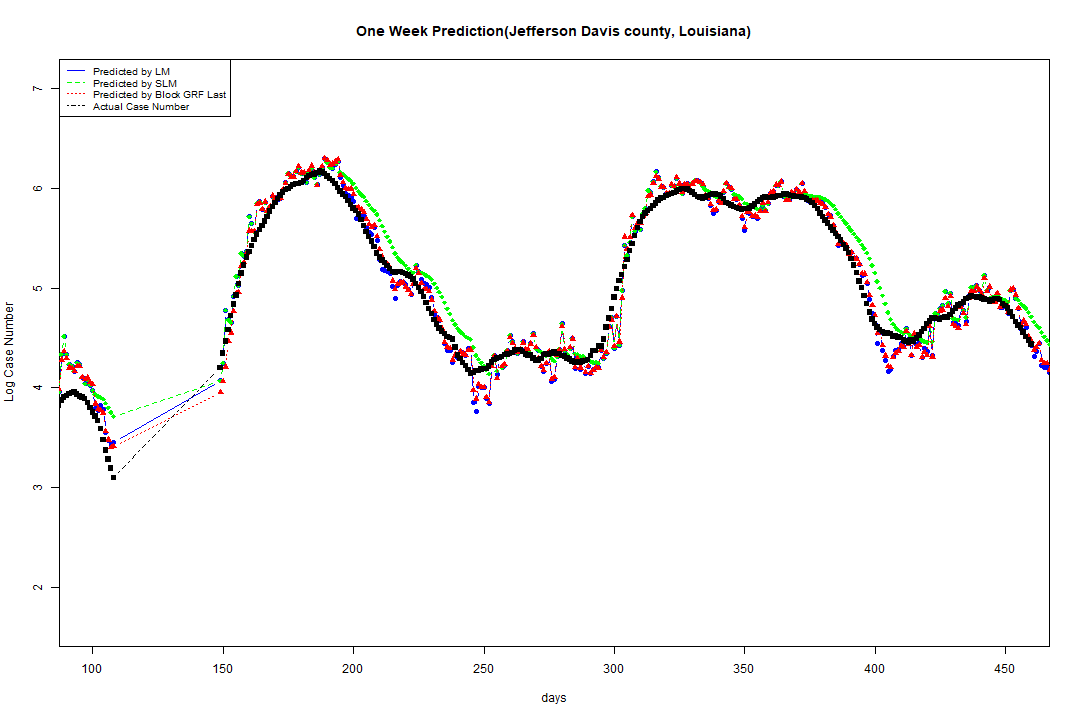 One Week Prediction(Jefferson Davis county, Louisiana)
Predicted by LM
Predicted by SLM
Predicted by Block GRF Last
Actual Case Number
7
6
5
4
3
2
Log Case Number
100 150 200 250 300 350 400 450
days